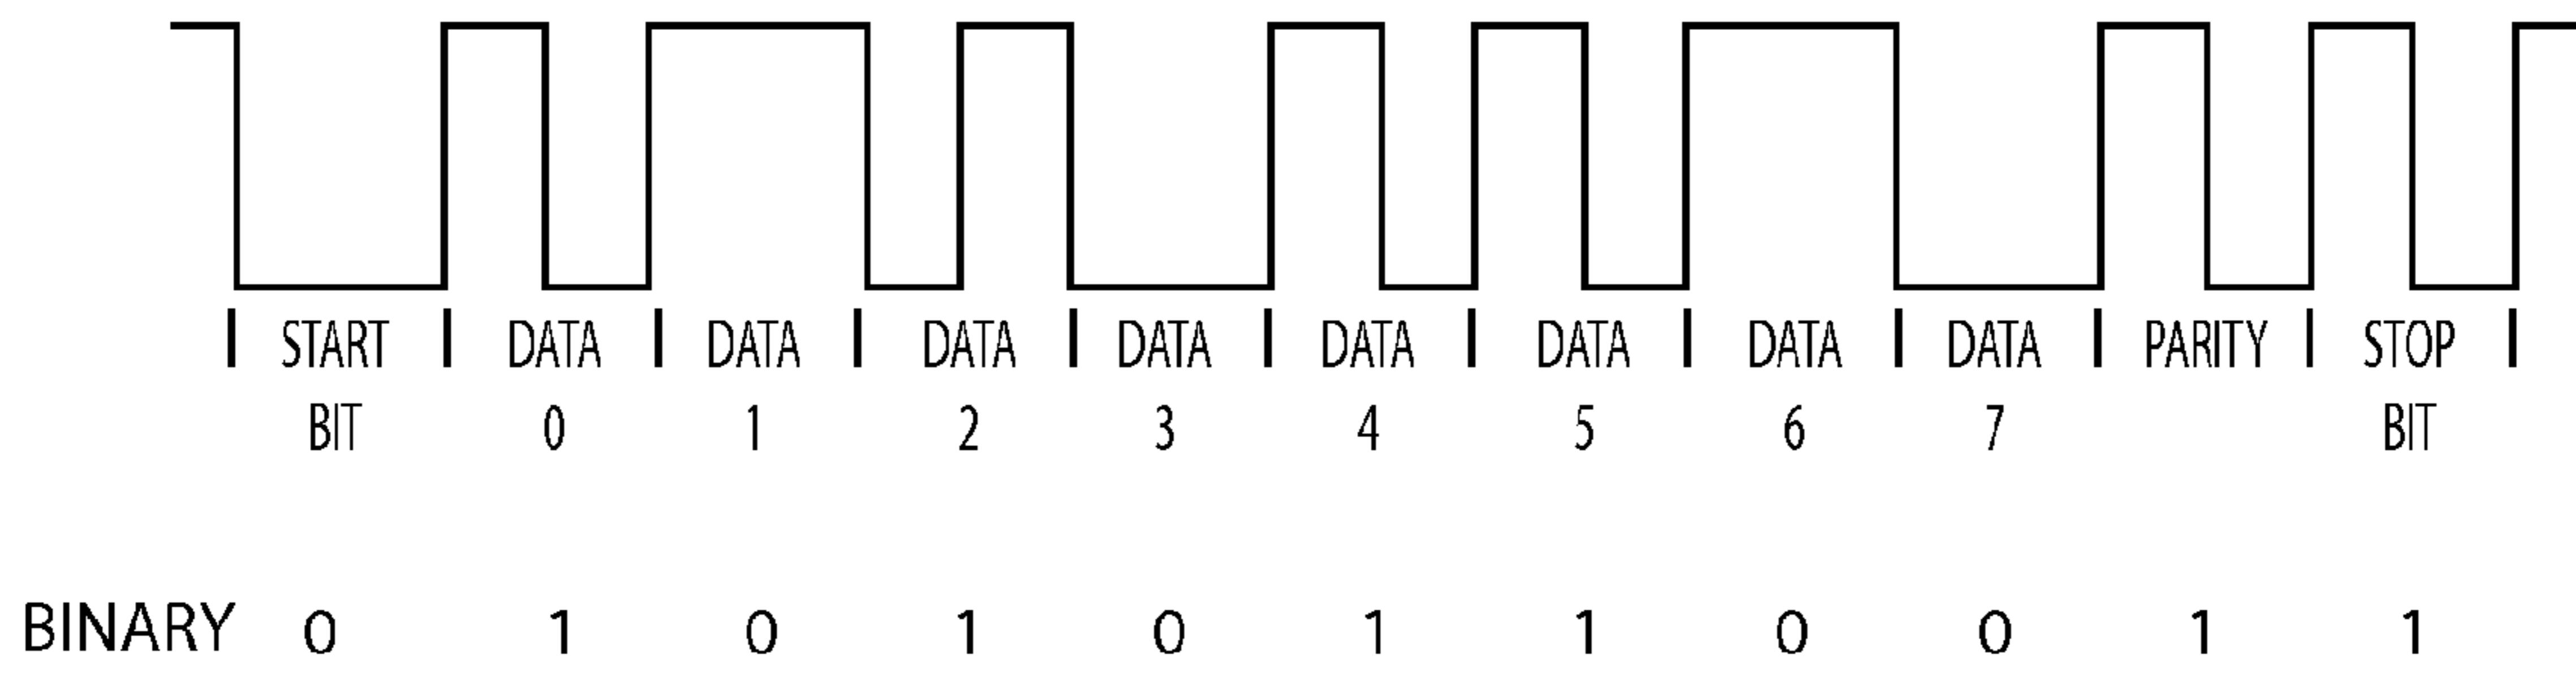 START DATA DATA DATA DATA DATA DATA DATA DATA PARITY STOP
BIT 0 1 2 3 4 5 6 7 BIT
BINARY 0 1 0 1 0 1 1 0 0 1 1